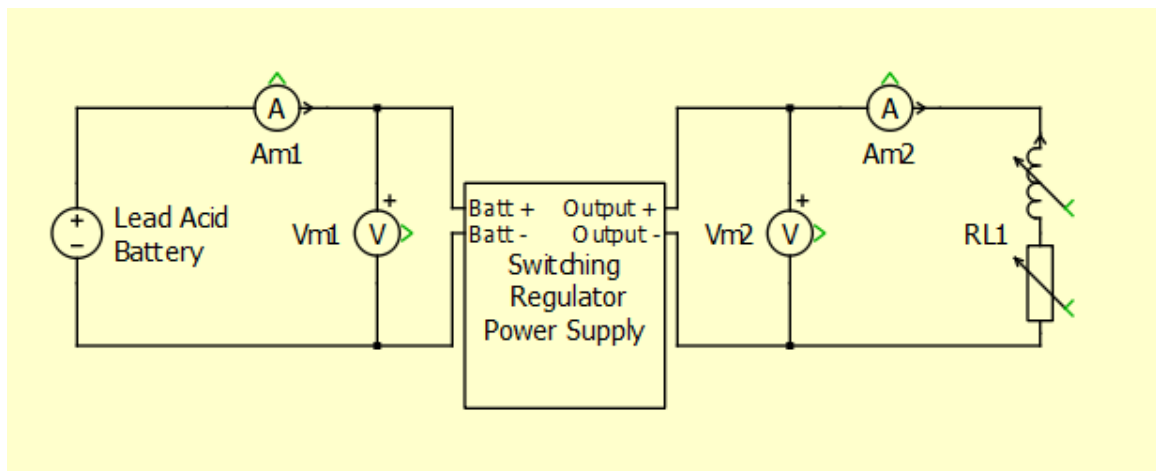 A
Am1
A
Am2
Lead Acid
Battery
Vm1
V
Batt +
Output +
Batt -
Output -
Switching
Regulator
Power Supply
Vm2
V
RL1